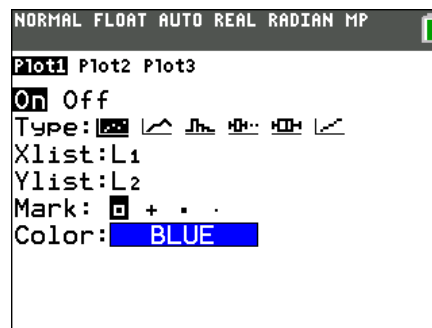 NORMAL FLOAT AUTO REAL RADIAN MP
Plot1 Plot2 Plot3
On Off
Type:
Xlist:L1
Ylist:L2
Mark: + ▪ ·
Color: BLUE